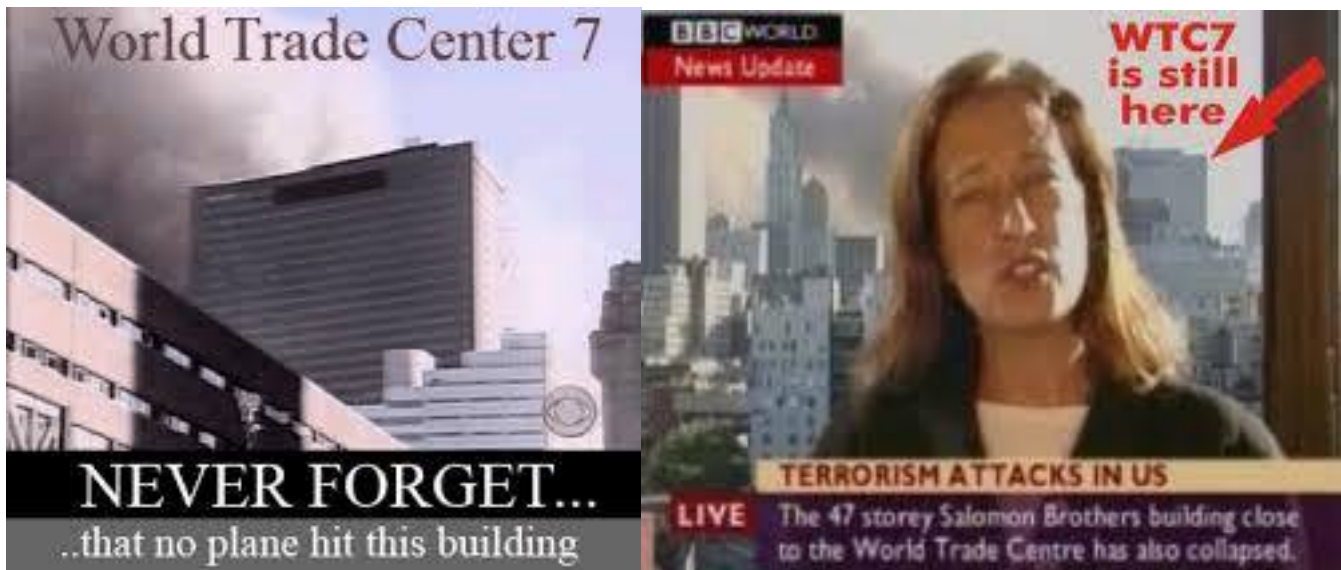 World Trade Center 7
NEVER FORGET...
..that no plane hit this building
BBC WORLD
News Update
WTC7
is still
here
TERRORISM ATTACKS IN US
LIVE
The 47 storey Salomon Brothers building close
to the World Trade Centre has also collapsed.